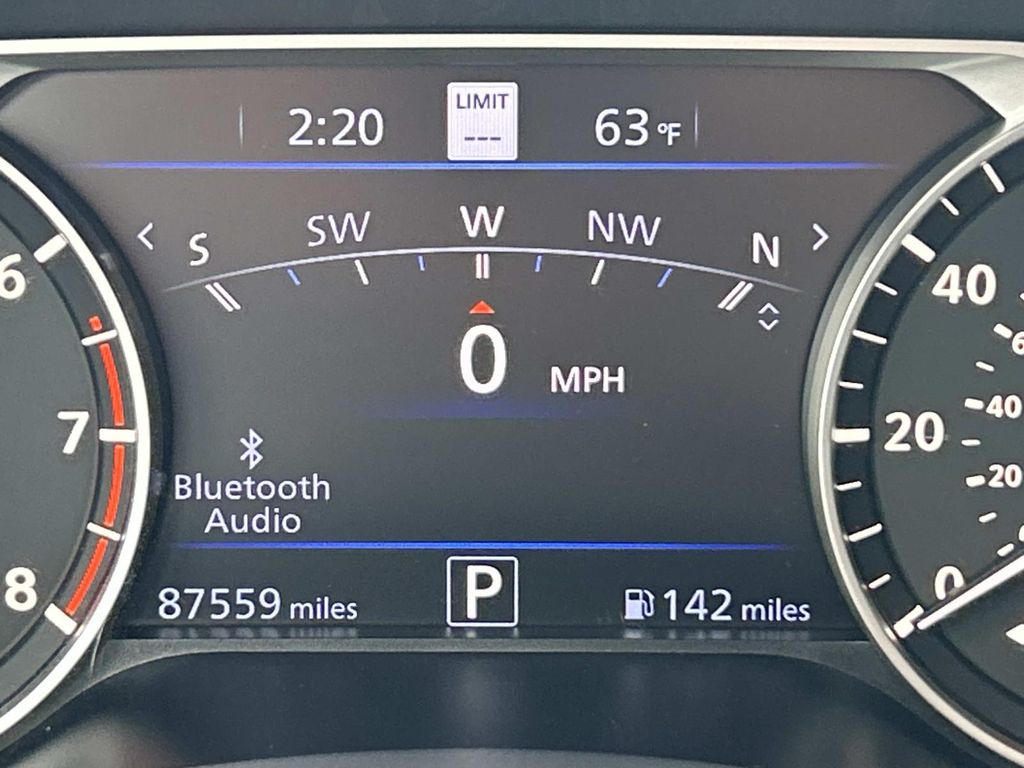 2:20
LIMIT
---
63 °F
< S SW W NW N >
0 MPH
Bluetooth
Audio
87559 miles
P
142 miles
6
7
8
40
20
0
6
40
20